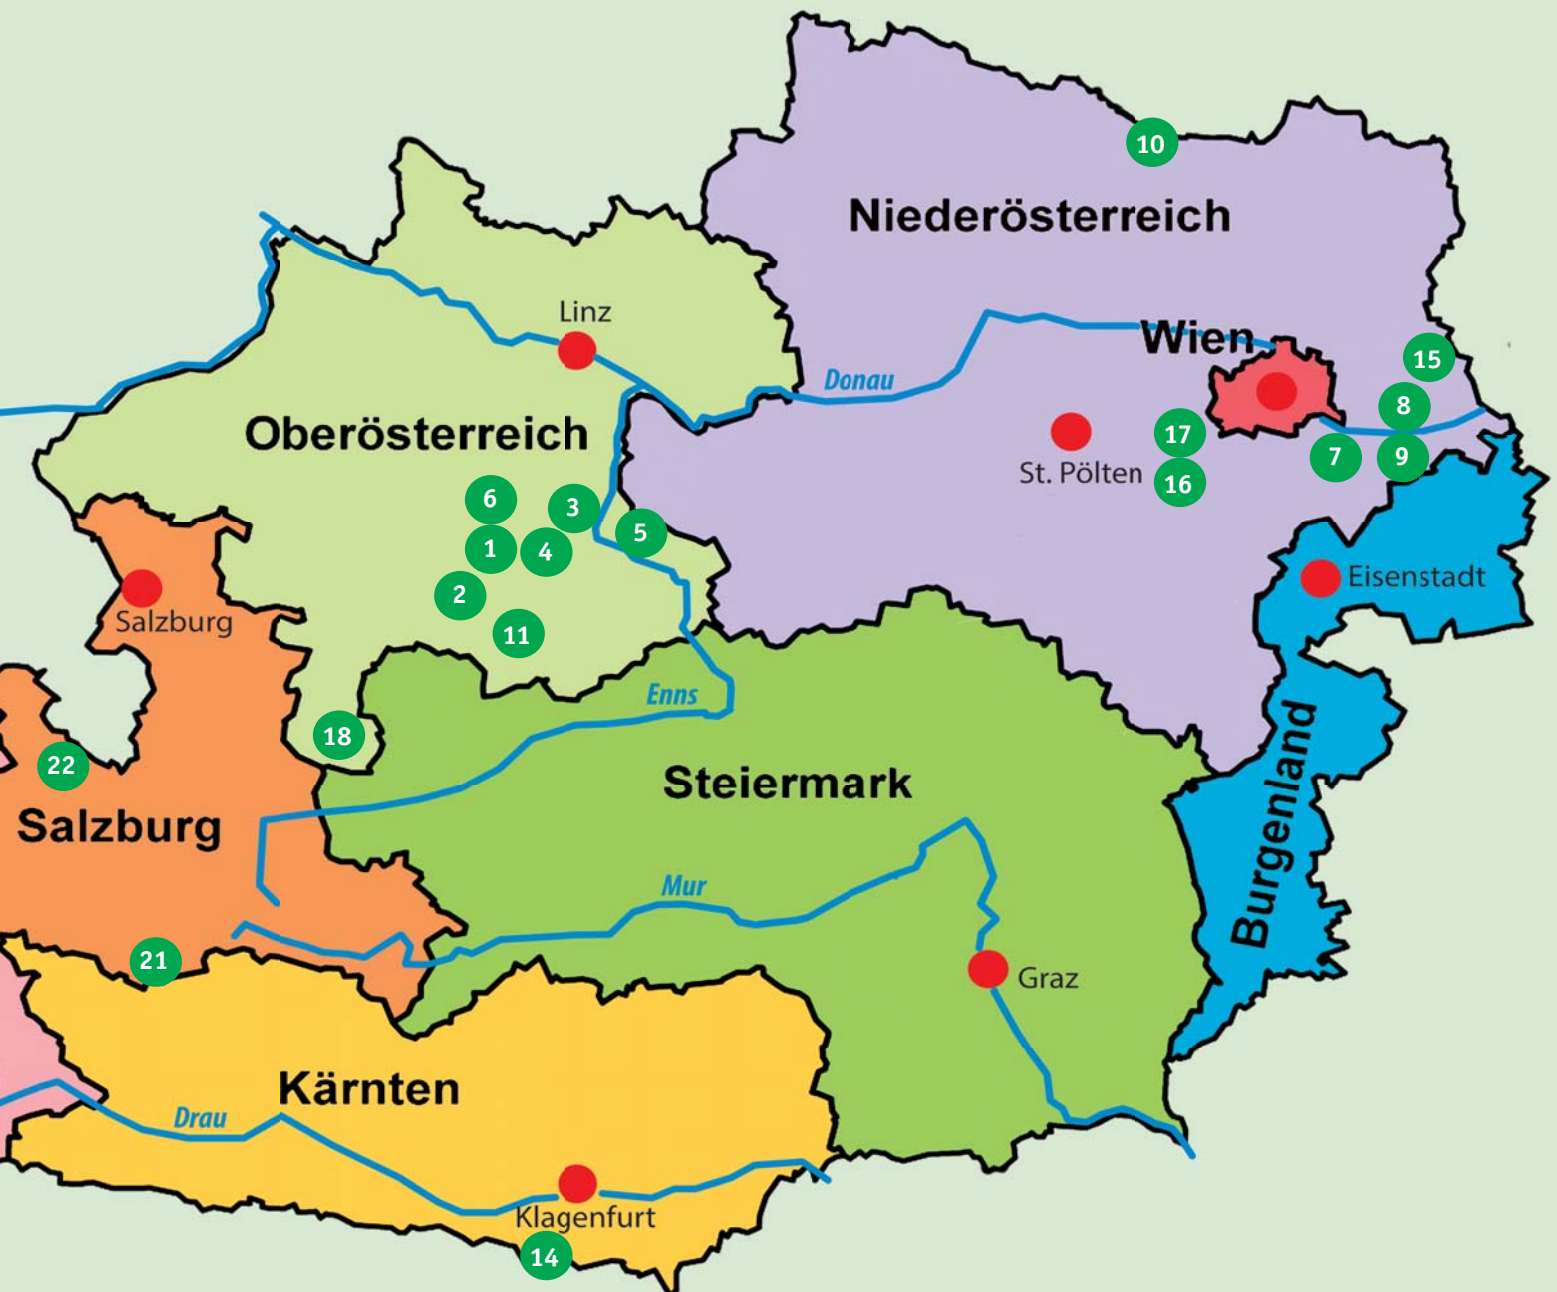 10
Niederösterreich
Linz
Wien
15
Donau
8
Oberösterreich
17
7
9
St. Pölten
16
6
3
5
1
4
Eisenstadt
2
Salzburg
11
Enns
18
22
Steiermark
Salzburg
Burgenland
Mur
21
Graz
Kärnten
Drau
Klagenfurt
14